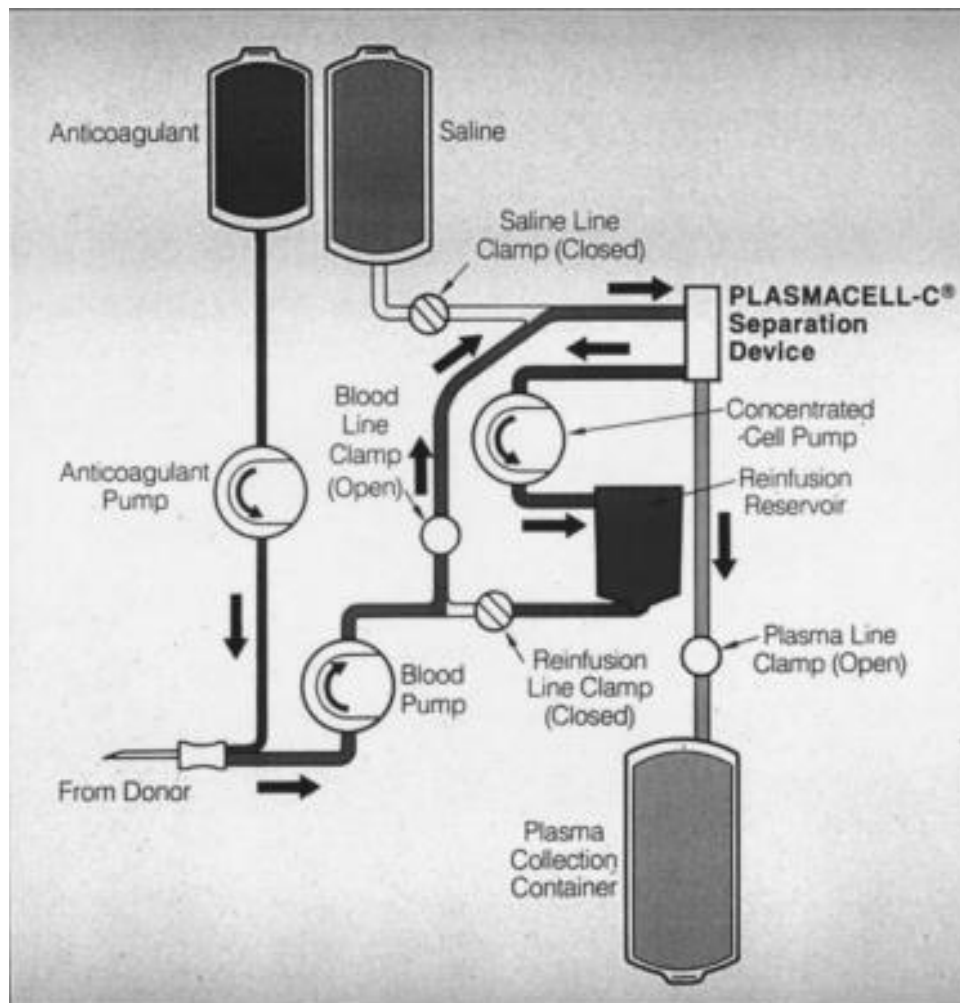 Anticoagulant
Saline
Saline Line
Clamp (Closed)
PLASMACELL-C®
Separation
Device
Blood
Line
Clamp
(Open)
Concentrated
Cell Pump
Anticoagulant
Pump
Reinfusion
Reservoir
Blood
Pump
Reinfusion
Line Clamp
(Closed)
Plasma Line
Clamp (Open)
From Donor
Plasma
Collection
Container